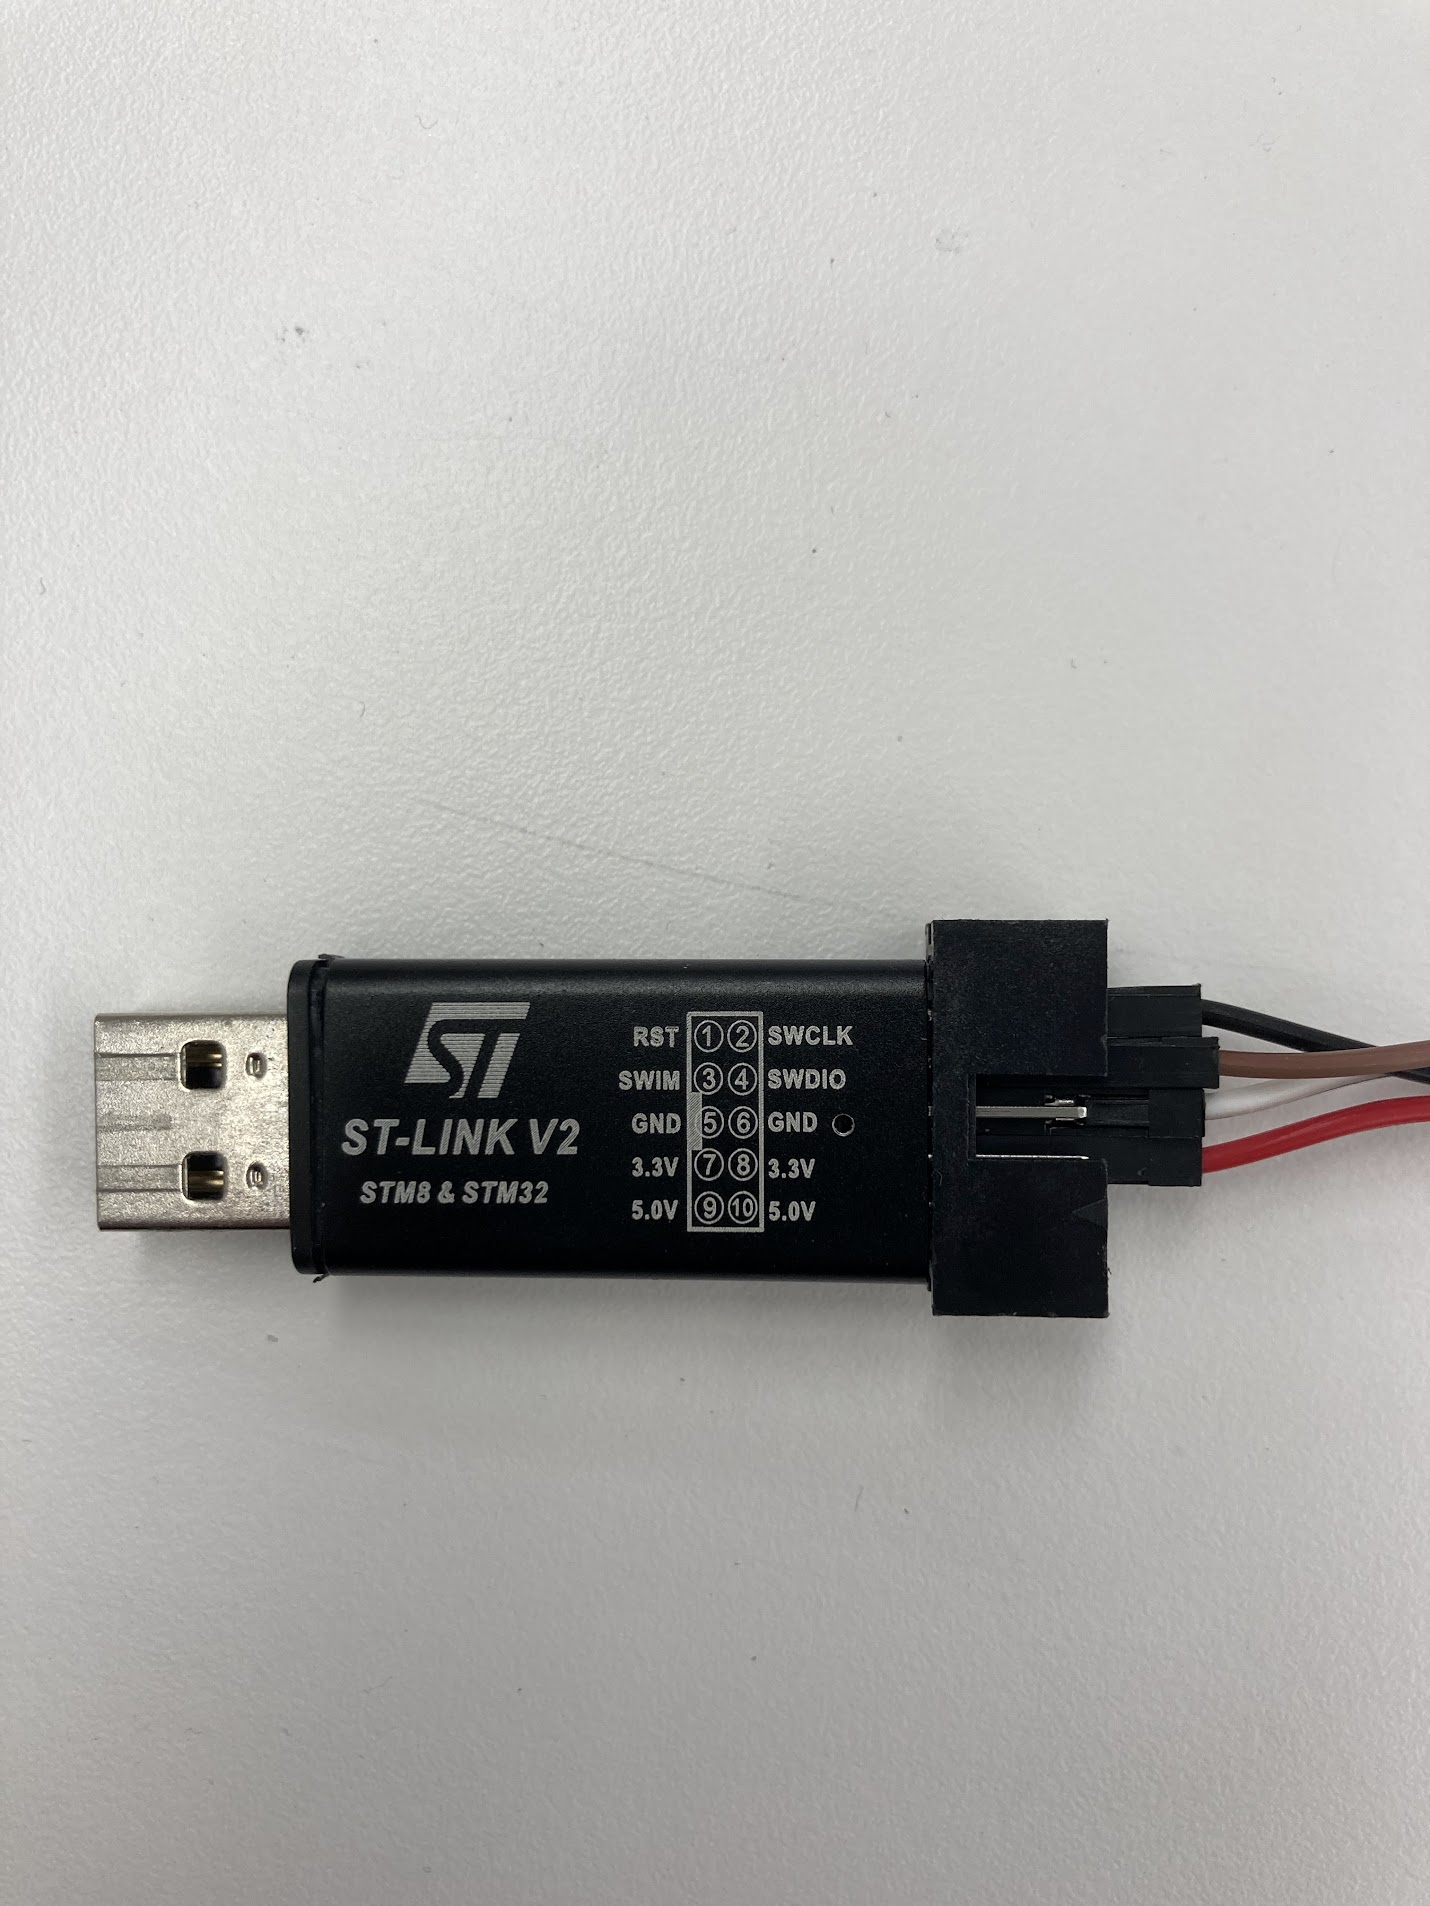 ST
ST-LINK V2
STM8 & STM32
RST 1 2 SWCLK
SWIM 3 4 SWDIO
GND 5 6 GND
3.3V 7 8 3.3V
5.0V 9 10 5.0V